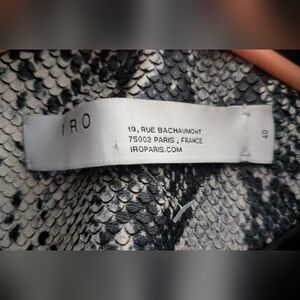 IRO
19, RUE BACHAUMONT
75002 PARIS , FRANCE
IROPARIS.COM
40